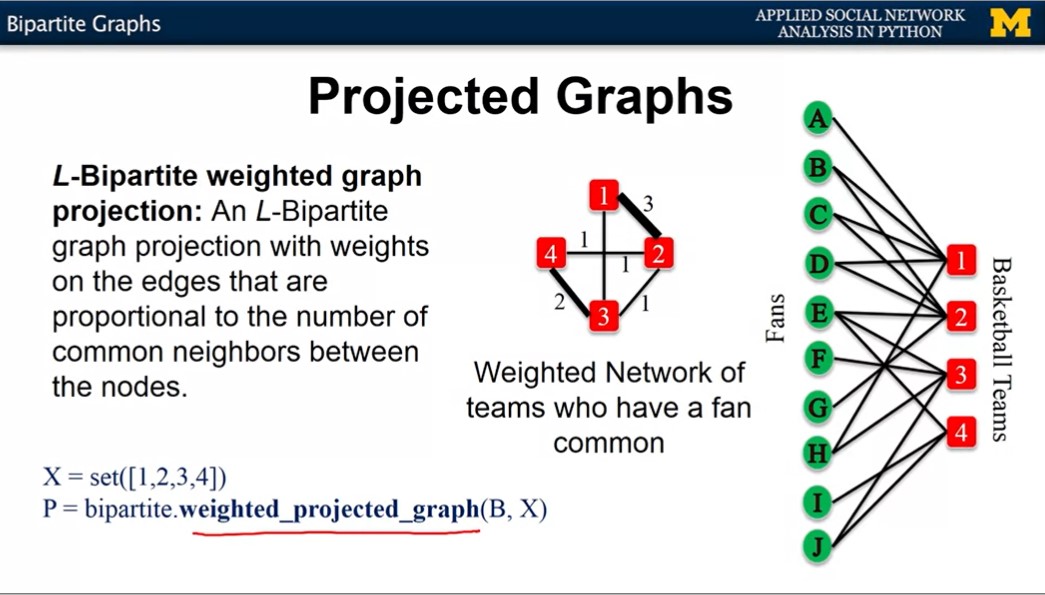 Bipartite Graphs
APPLIED SOCIAL NETWORK
ANALYSIS IN PYTHON
M
Projected Graphs
L-Bipartite weighted graph
projection: An L-Bipartite
graph projection with weights
on the edges that are
proportional to the number of
common neighbors between
the nodes.
X = set([1,2,3,4])
P = bipartite.weighted_projected_graph(B, X)
1
3
1
4
2
1
2
1
3
Weighted Network of
teams who have a fan
common
Fans
A
B
C
D
E
F
G
H
I
J
1
2
3
4
Basketball Teams